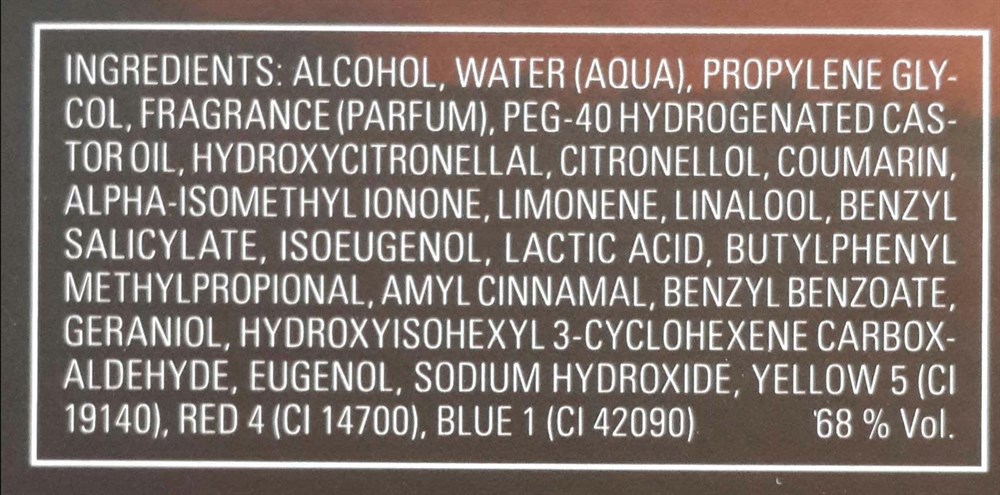 INGREDIENTS: ALCOHOL, WATER (AQUA), PROPYLENE GLY-
COL, FRAGRANCE (PARFUM), PEG-40 HYDROGENATED CAS-
TOR OIL, HYDROXYCITRONELLAL, CITRONELLOL, COUMARIN,
ALPHA-ISOMETHYL IONONE, LIMONENE, LINALOOL, BENZYL
SALICYLATE, ISOEUGENOL, LACTIC ACID, BUTYLPHENYL
METHYLPROPIONAL, AMYL CINNAMAL, BENZYL BENZOATE,
GERANIOL, HYDROXYISOHEXYL 3-CYCLOHEXENE CARBOX-
ALDEHYDE, EUGENOL, SODIUM HYDROXIDE, YELLOW 5 (CI
19140), RED 4 (CI 14700), BLUE 1 (CI 42090) 68 % Vol.